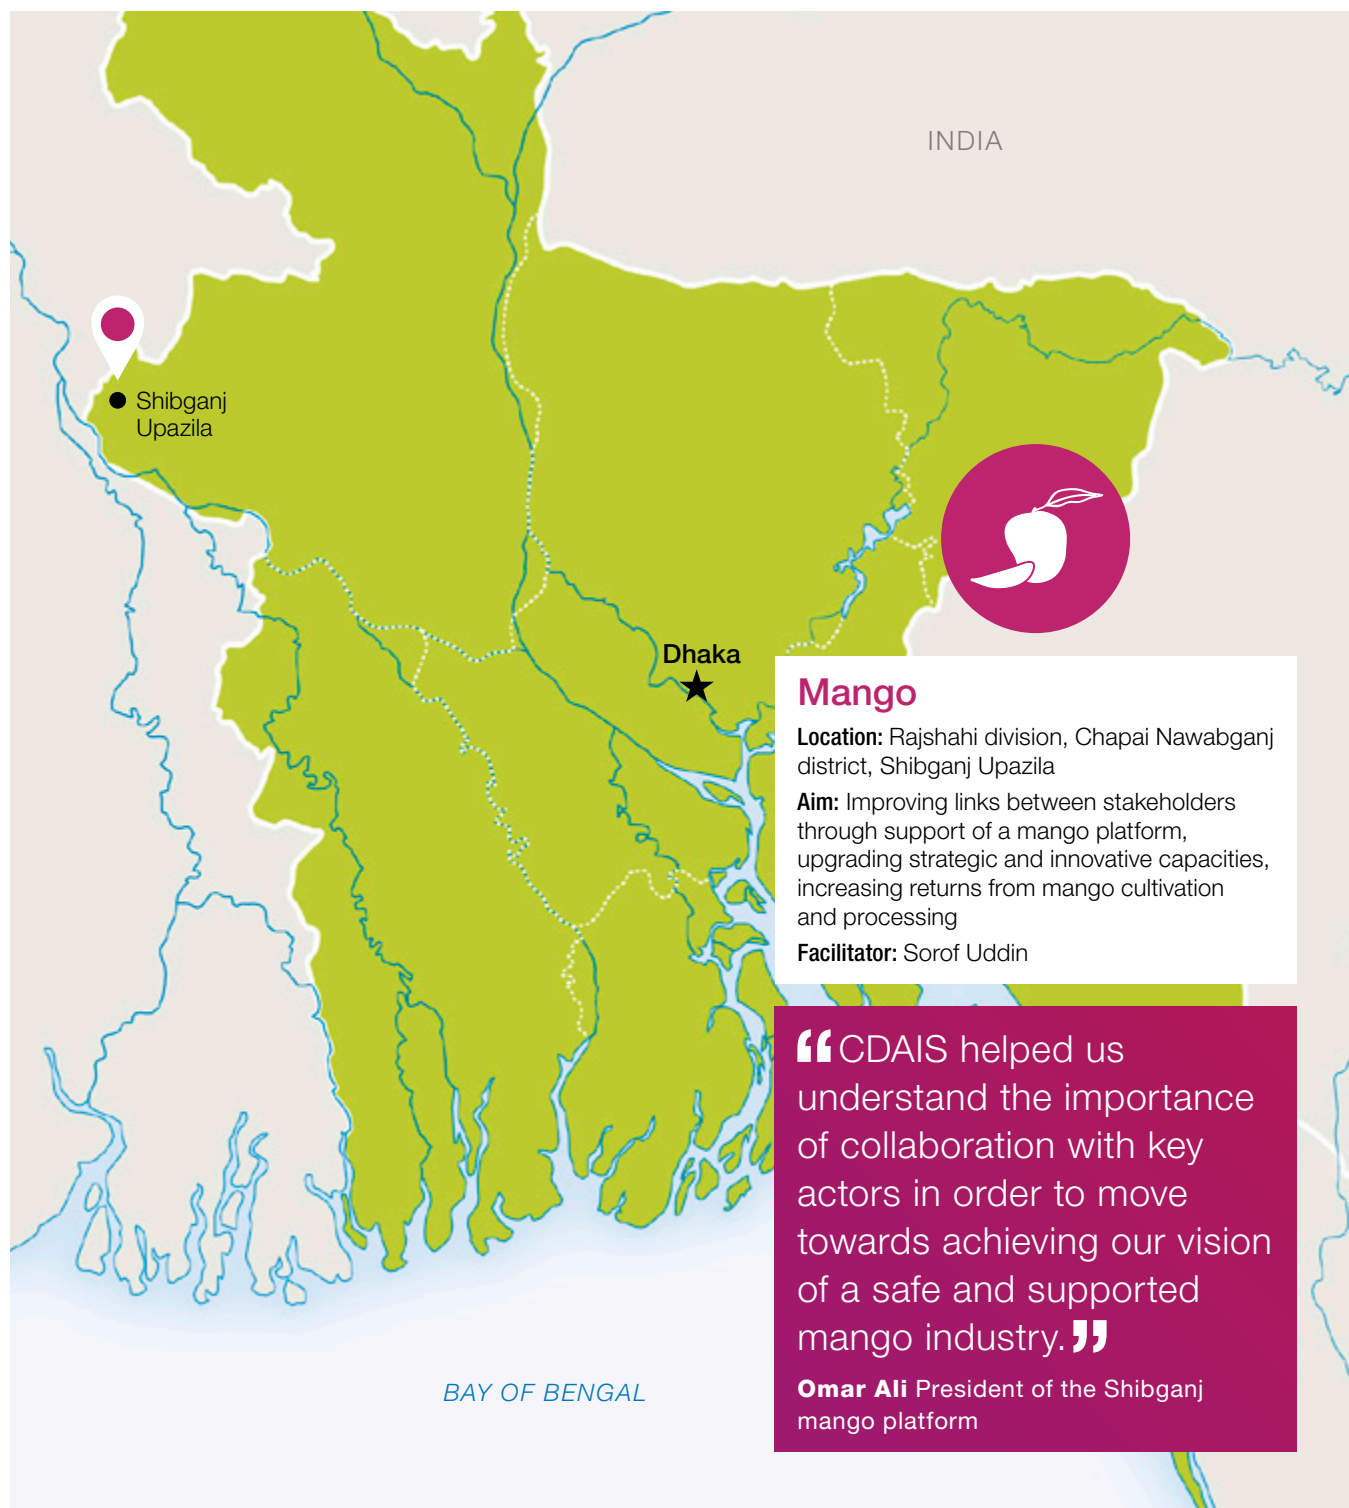 INDIA
Shibganj
Upazila
Dhaka
Mango
Location: Rajshahi division, Chapai Nawabganj
district, Shibganj Upazila
Aim: Improving links between stakeholders
through support of a mango platform,
upgrading strategic and innovative capacities,
increasing returns from mango cultivation
and processing
Facilitator: Sorof Uddin
“CDAIS helped us
understand the importance
of collaboration with key
actors in order to move
towards achieving our vision
of a safe and supported
mango industry.”
Omar Ali President of the Shibganj
mango platform
BAY OF BENGAL